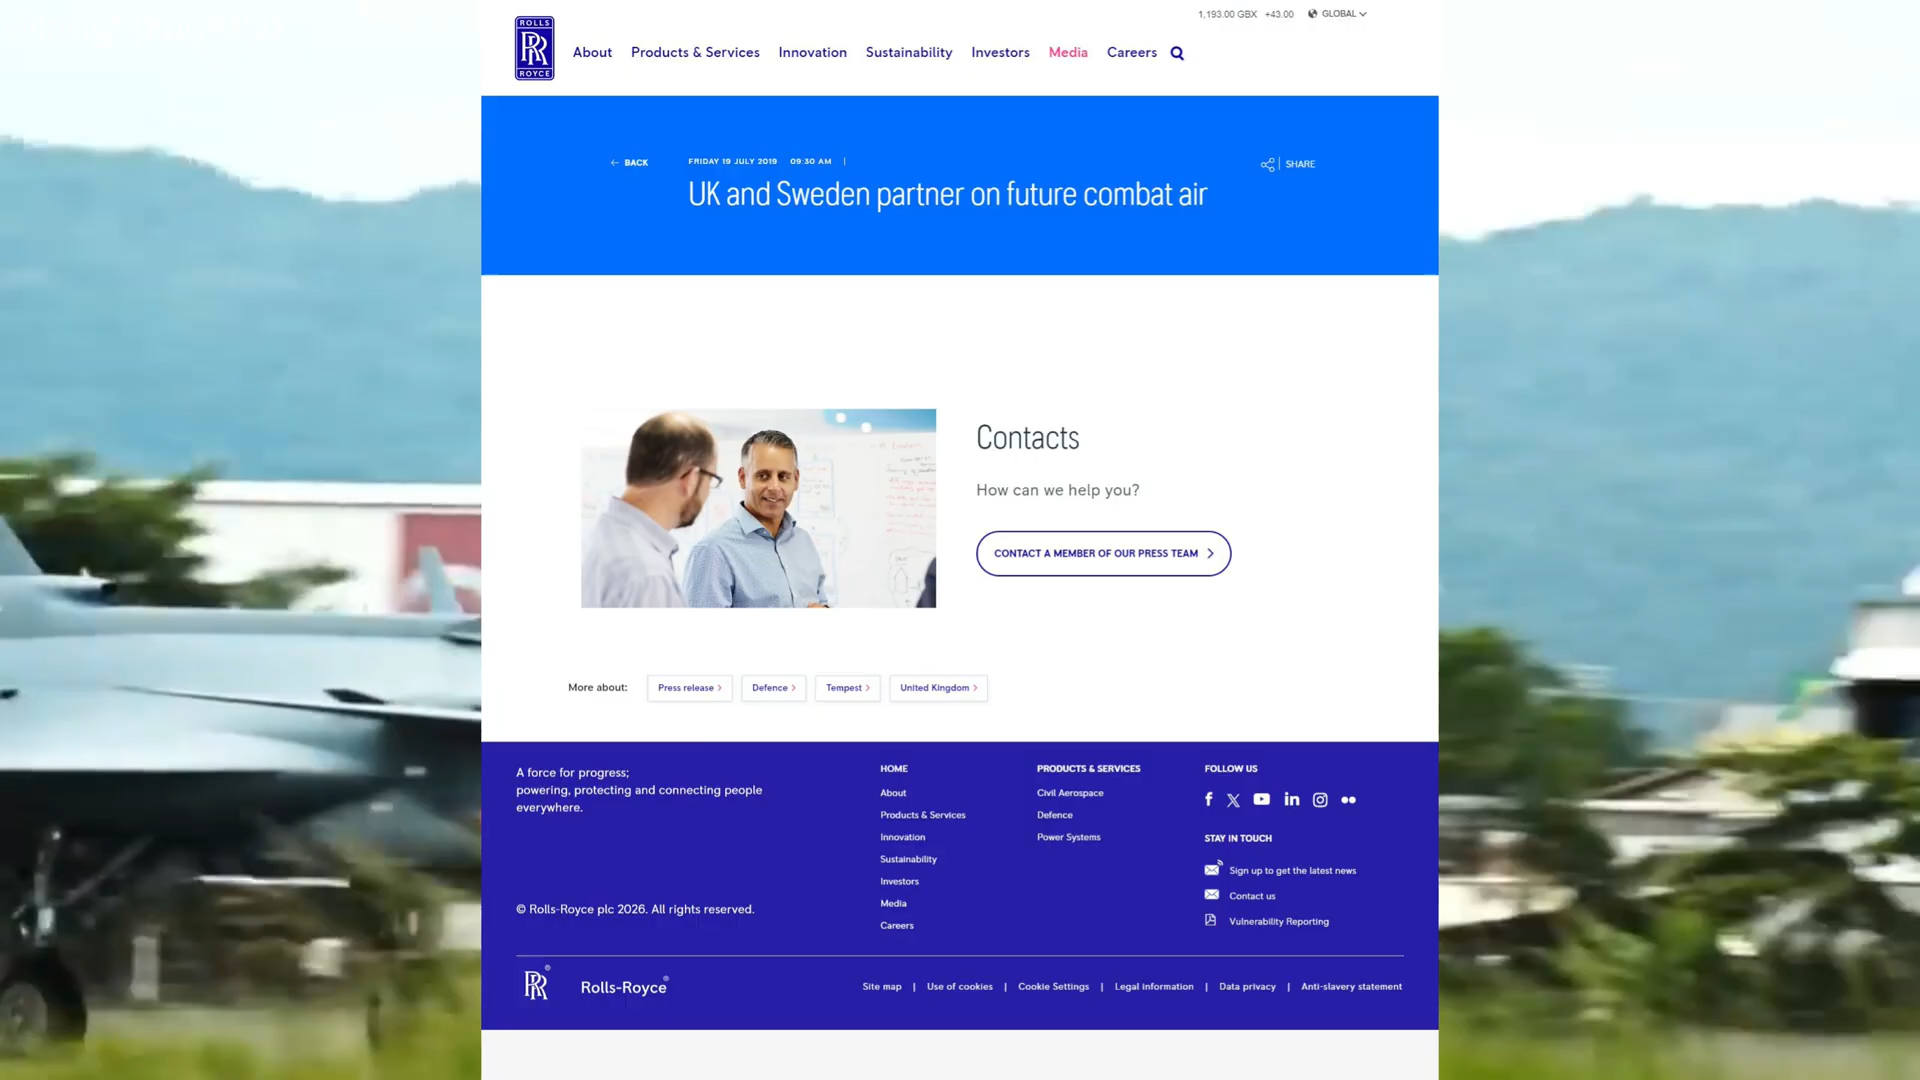 1,193.00 GBX +43.00 GLOBAL
ROLLS
RR
ROYCE
About Products & Services Innovation Sustainability Investors Media Careers
BACK
FRIDAY 19 JULY 2019 09:30 AM |
SHARE
UK and Sweden partner on future combat air
Contacts
How can we help you?
CONTACT A MEMBER OF OUR PRESS TEAM
More about: Press release Defence Tempest United Kingdom
A force for progress;
powering, protecting and connecting people
everywhere.
© Rolls-Royce plc 2026. All rights reserved.
HOME
About
Products & Services
Innovation
Sustainability
Investors
Media
Careers
PRODUCTS & SERVICES
Civil Aerospace
Defence
Power Systems
FOLLOW US
STAY IN TOUCH
Sign up to get the latest news
Contact us
Vulnerability Reporting
RR®
Rolls-Royce®
Site map | Use of cookies | Cookie Settings | Legal information | Data privacy | Anti-slavery statement